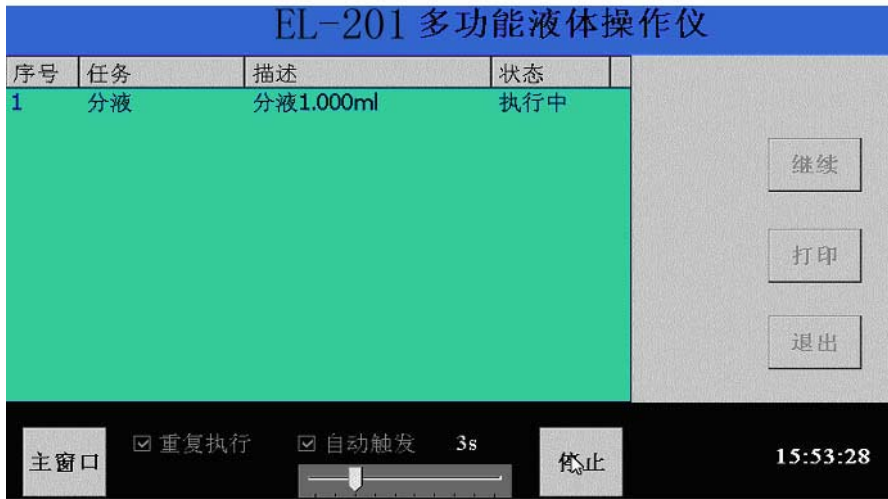 EL-201 多功能液体操作仪
序号 任务 描述 状态
1 分液 分液1.000ml 执行中
继续
打印
退出
主窗口 重复执行 自动触发 3s 停止 15:53:28